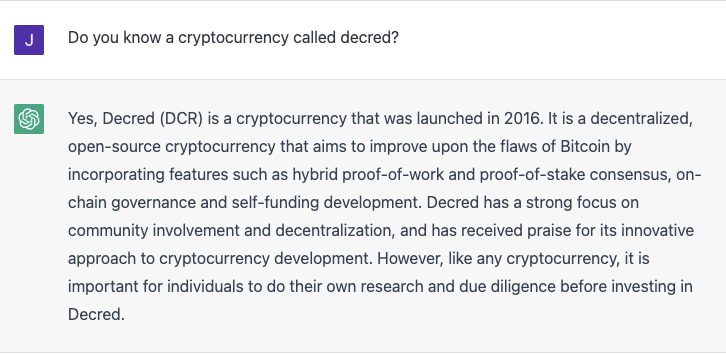 J
Do you know a cryptocurrency called decred?
Yes, Decred (DCR) is a cryptocurrency that was launched in 2016. It is a decentralized,
open-source cryptocurrency that aims to improve upon the flaws of Bitcoin by
incorporating features such as hybrid proof-of-work and proof-of-stake consensus, on-
chain governance and self-funding development. Decred has a strong focus on
community involvement and decentralization, and has received praise for its innovative
approach to cryptocurrency development. However, like any cryptocurrency, it is
important for individuals to do their own research and due diligence before investing in
Decred.